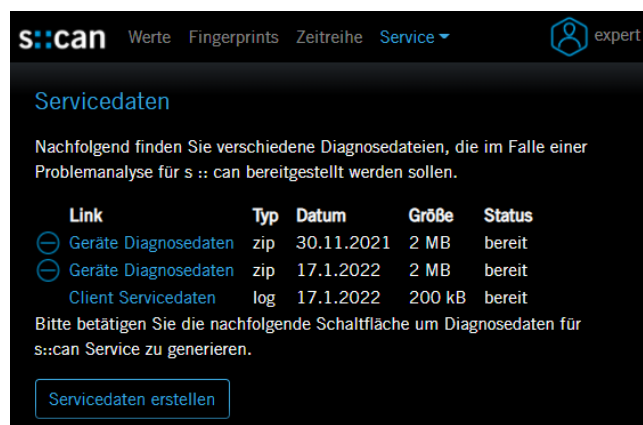 s::can Werte Fingerprints Zeitreihe Service expert
Servicedaten
Nachfolgend finden Sie verschiedene Diagnosedateien, die im Falle einer
Problemanalyse für s :: can bereitgestellt werden sollen.
Link Typ Datum Größe Status
Geräte Diagnosedaten zip 30.11.2021 2 MB bereit
Geräte Diagnosedaten zip 17.1.2022 2 MB bereit
Client Servicedaten log 17.1.2022 200 kB bereit
Bitte betätigen Sie die nachfolgende Schaltfläche um Diagnosedaten für
s::can Service zu generieren.
Servicedaten erstellen